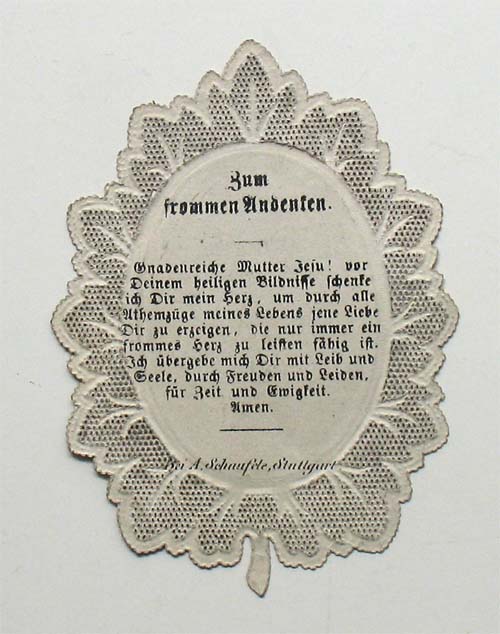 Zum
frommen Andenken.
Gnadenreiche Mutter Jesu! vor
Deinem heiligen Bildnisse schenke
ich Dir mein Herz, um durch alle
Athemzüge meines Lebens jene Liebe
Dir zu erzeigen, die nur immer ein
frommes Herz zu leisten fähig ist.
Ich übergebe mich Dir mit Leib und
Seele, durch Freuden und Leiden,
für Zeit und Ewigkeit.
Amen.
Bei A. Schaufele, Stuttgart